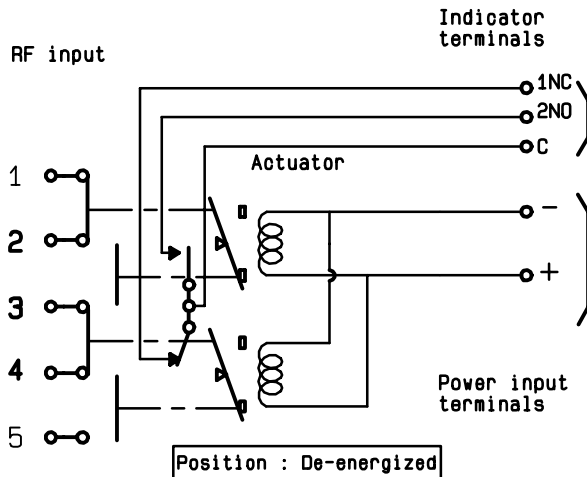 Indicator
terminals
RF input
1NC
2NO
C
Actuator
1
2
3
4
5
-
+
Power input
terminals
Position : De-energized